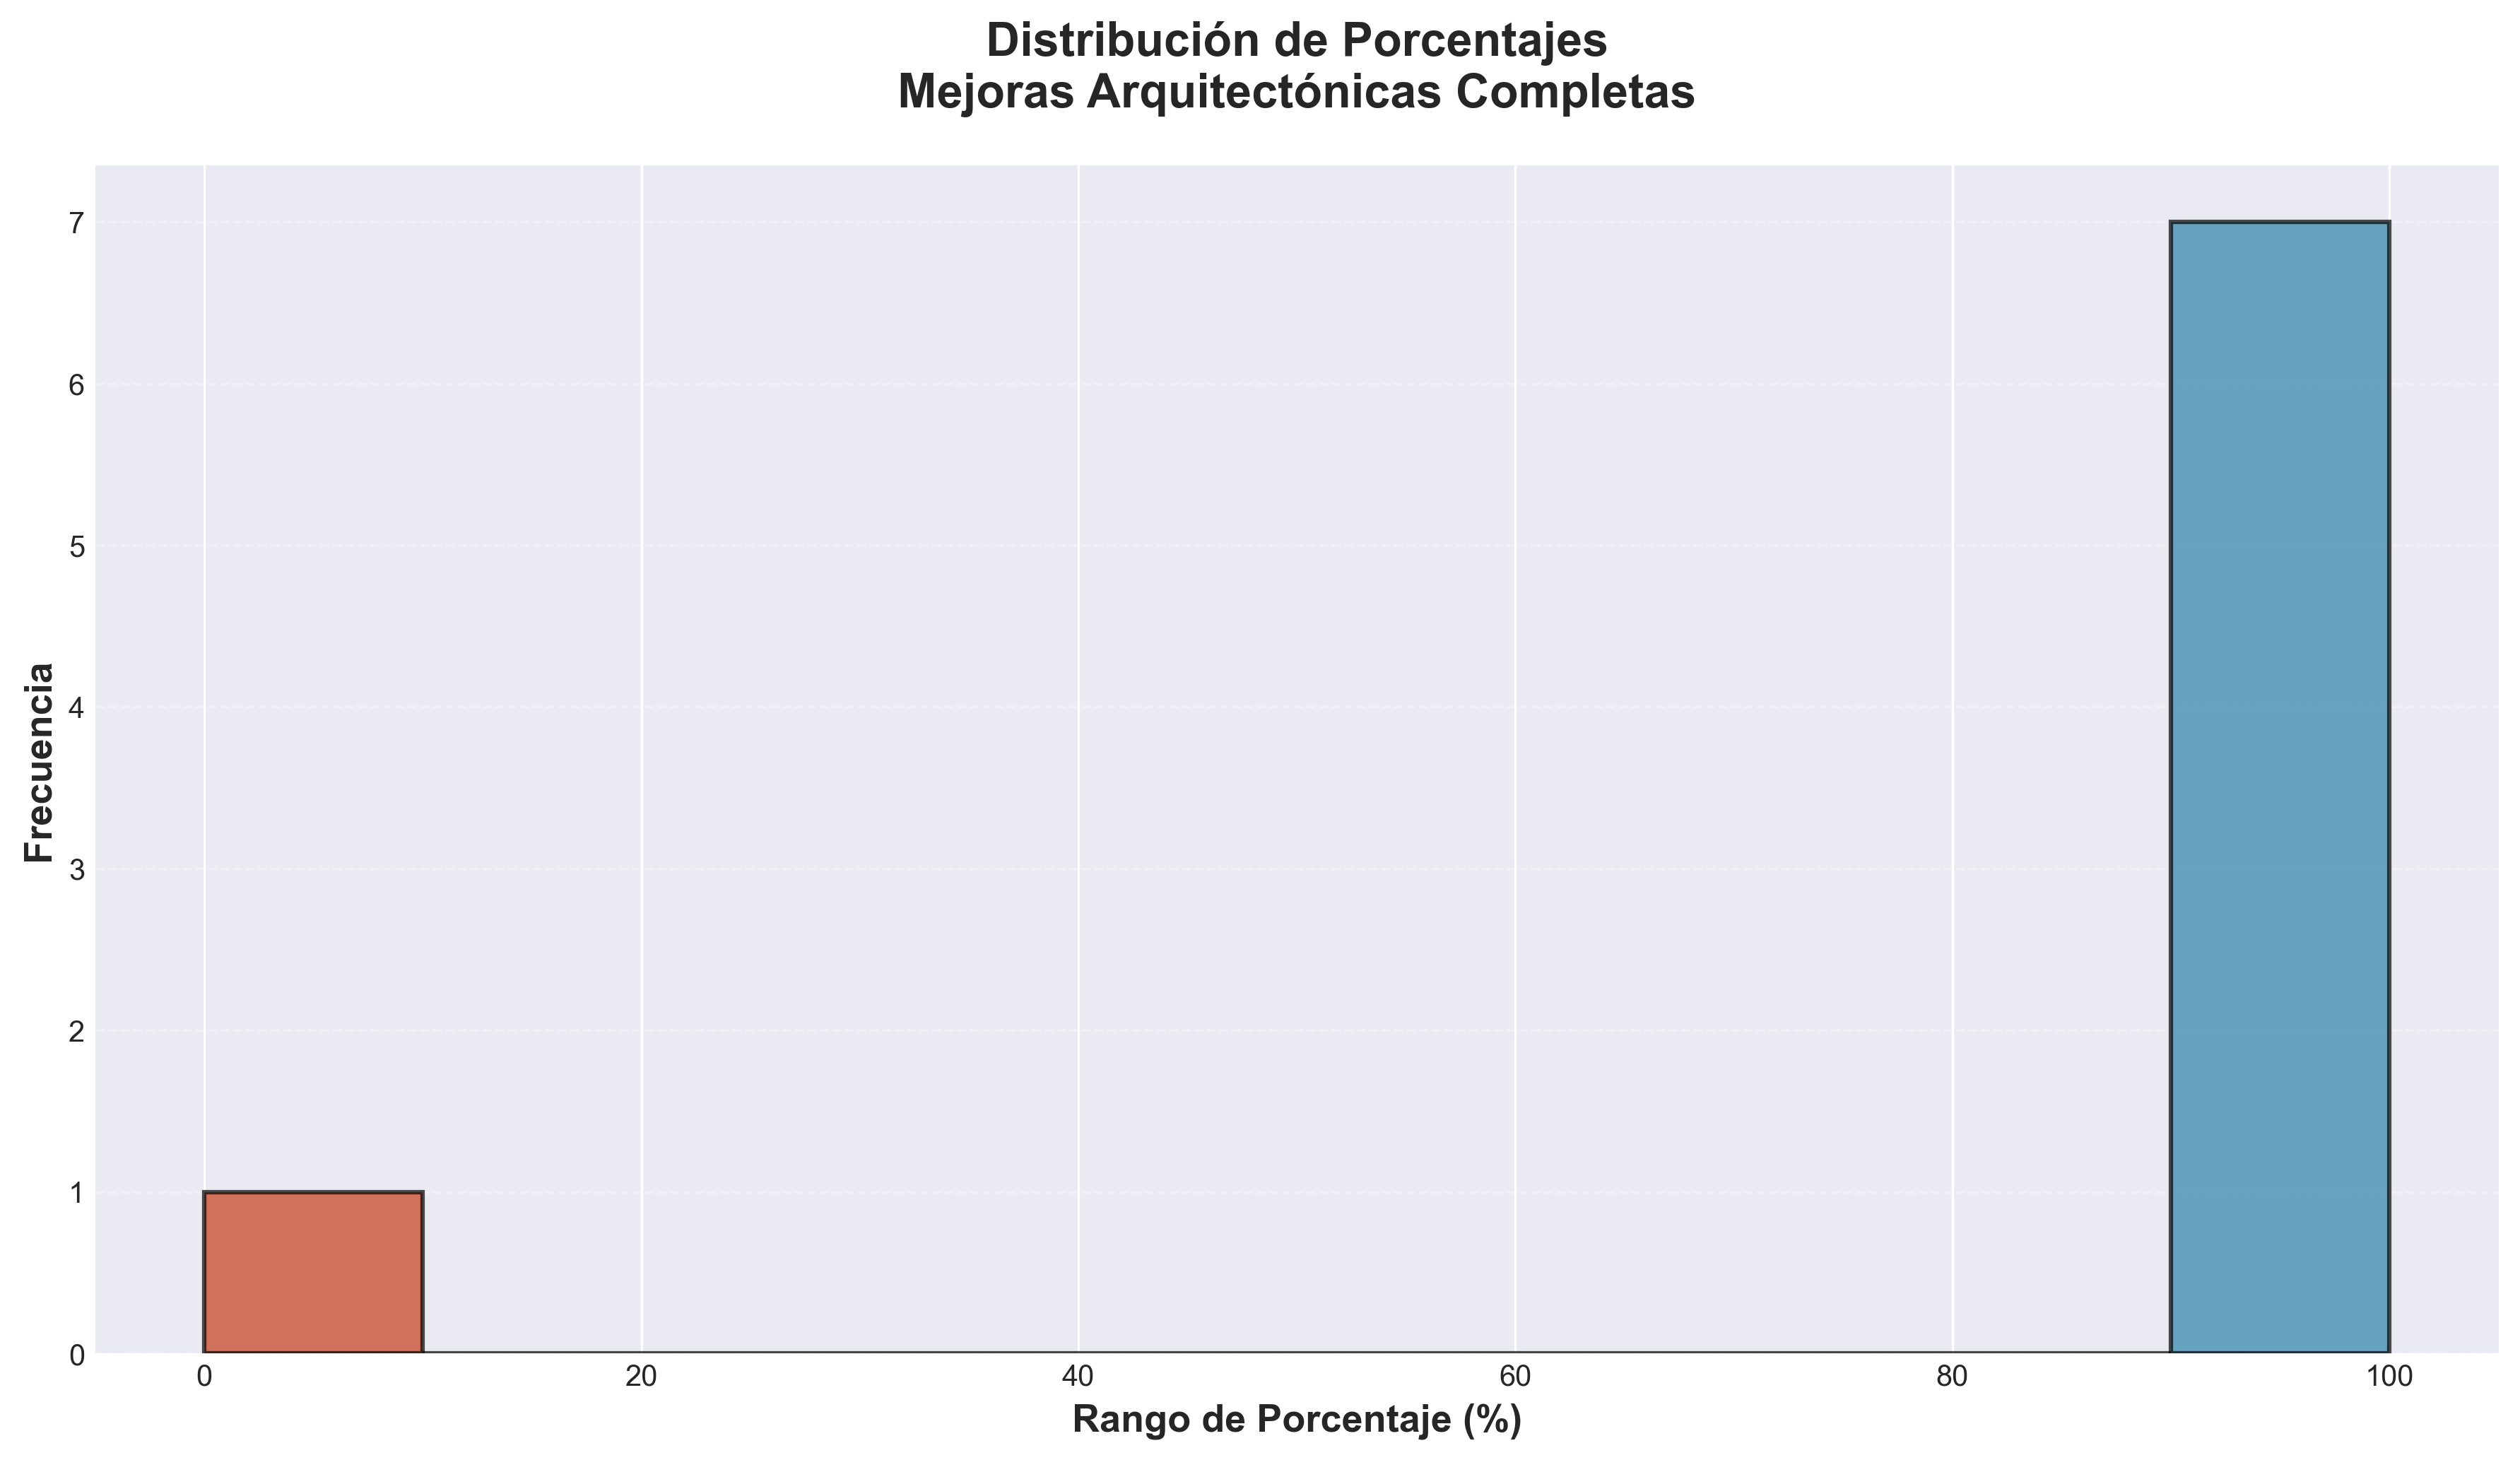 Distribución de Porcentajes
Mejoras Arquitectónicas Completas
Frecuencia
7
6
5
4
3
2
1
0
0 20 40 60 80 100
Rango de Porcentaje (%)